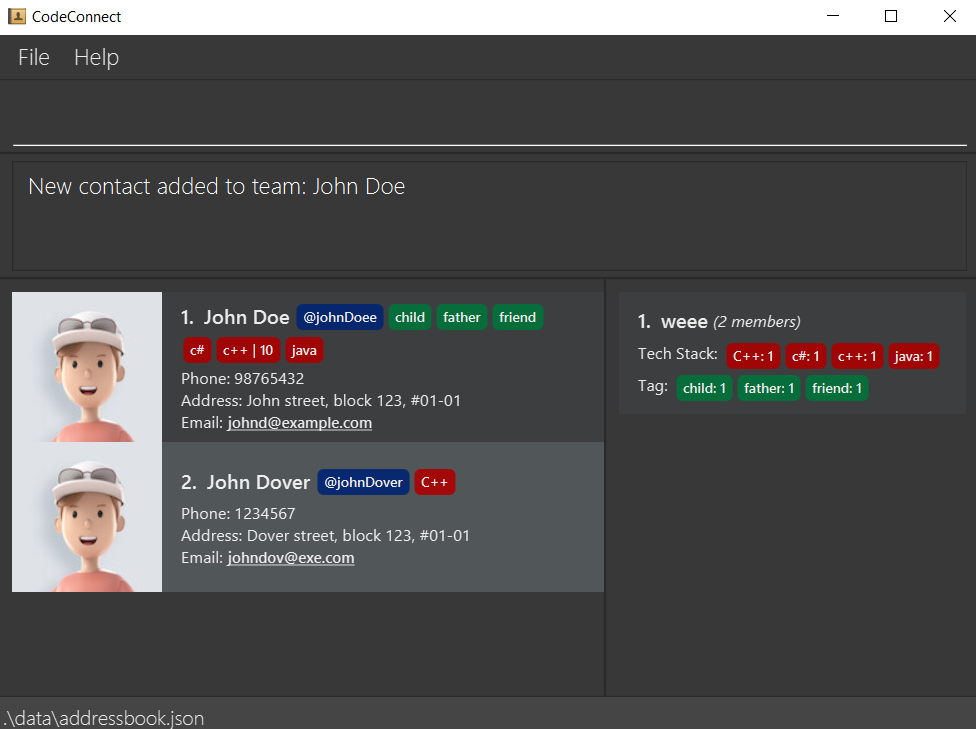 CodeConnect
File Help
New contact added to team: John Doe
1. John Doe @johnDoee child father friend
c# c++ | 10 java
Phone: 98765432
Address: John street, block 123, #01-01
Email: johnd@example.com
2. John Dover @johnDover C++
Phone: 1234567
Address: Dover street, block 123, #01-01
Email: johndov@exe.com
1. weee (2 members)
Tech Stack: C++: 1 c#: 1 c++: 1 java: 1
Tag: child: 1 father: 1 friend: 1
.\data\addressbook.json